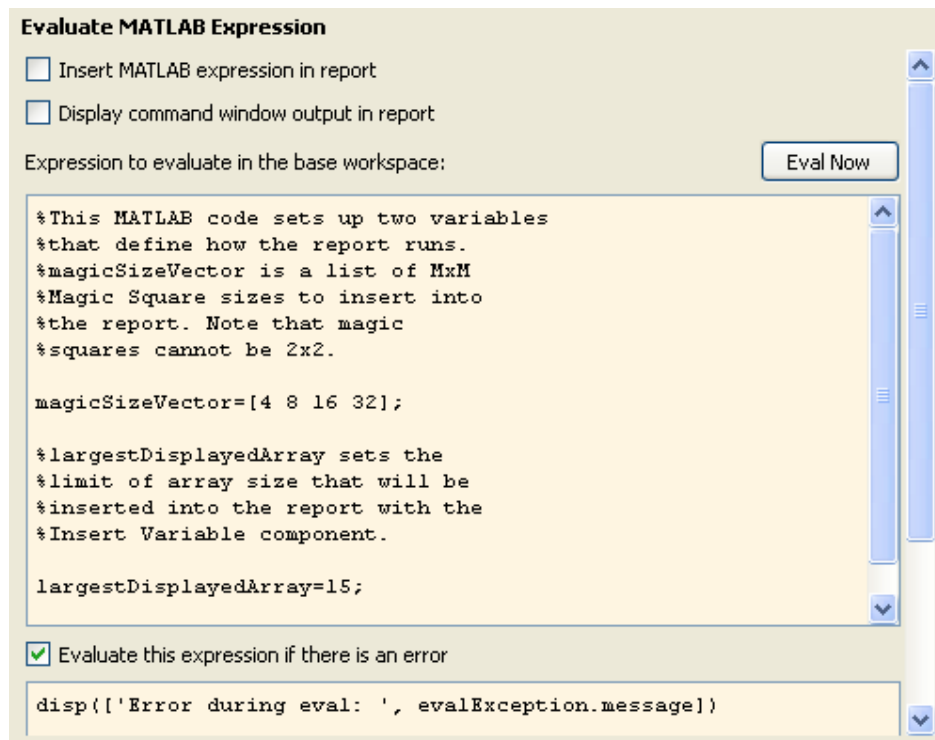 Evaluate MATLAB Expression
Insert MATLAB expression in report
Display command window output in report
Expression to evaluate in the base workspace:
Eval Now
%This MATLAB code sets up two variables
%that define how the report runs.
%magicSizeVector is a list of MxM
%Magic Square sizes to insert into
%the report. Note that magic
%squares cannot be 2x2.
magicSizeVector=[4 8 16 32];
%largestDisplayedArray sets the
%limit of array size that will be
%inserted into the report with the
%Insert Variable component.
largestDisplayedArray=15;
Evaluate this expression if there is an error
disp(['Error during eval: ', evalException.message])